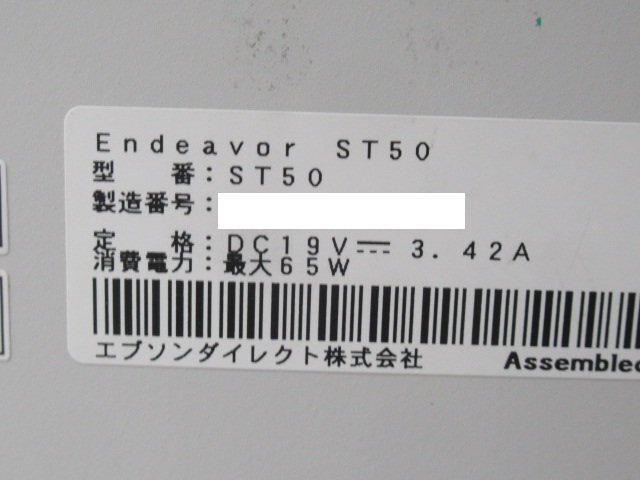 Endeavor ST50
型 番：ST50
製造番号：
定 格：DC19V⎓3.42A
消費電力：最大65W
エプソンダイレクト株式会社
Assembled